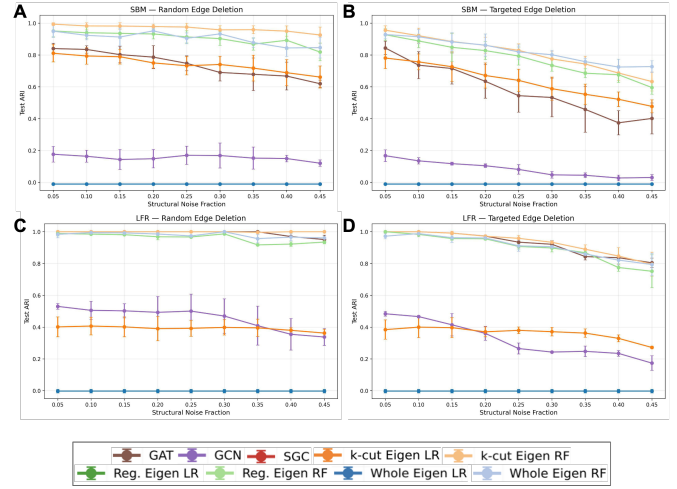 A
SBM — Random Edge Deletion
Test ARI
1.0
0.8
0.6
0.4
0.2
0.0
0.05 0.10 0.15 0.20 0.25 0.30 0.35 0.40 0.45
Structural Noise Fraction
B
SBM — Targeted Edge Deletion
Test ARI
1.0
0.8
0.6
0.4
0.2
0.0
0.05 0.10 0.15 0.20 0.25 0.30 0.35 0.40 0.45
Structural Noise Fraction
C
LFR — Random Edge Deletion
Test ARI
1.0
0.8
0.6
0.4
0.2
0.0
0.05 0.10 0.15 0.20 0.25 0.30 0.35 0.40 0.45
Structural Noise Fraction
D
LFR — Targeted Edge Deletion
Test ARI
1.0
0.8
0.6
0.4
0.2
0.0
0.05 0.10 0.15 0.20 0.25 0.30 0.35 0.40 0.45
Structural Noise Fraction
GAT GCN SGC k-cut Eigen LR k-cut Eigen RF
Reg. Eigen LR Reg. Eigen RF Whole Eigen LR Whole Eigen RF